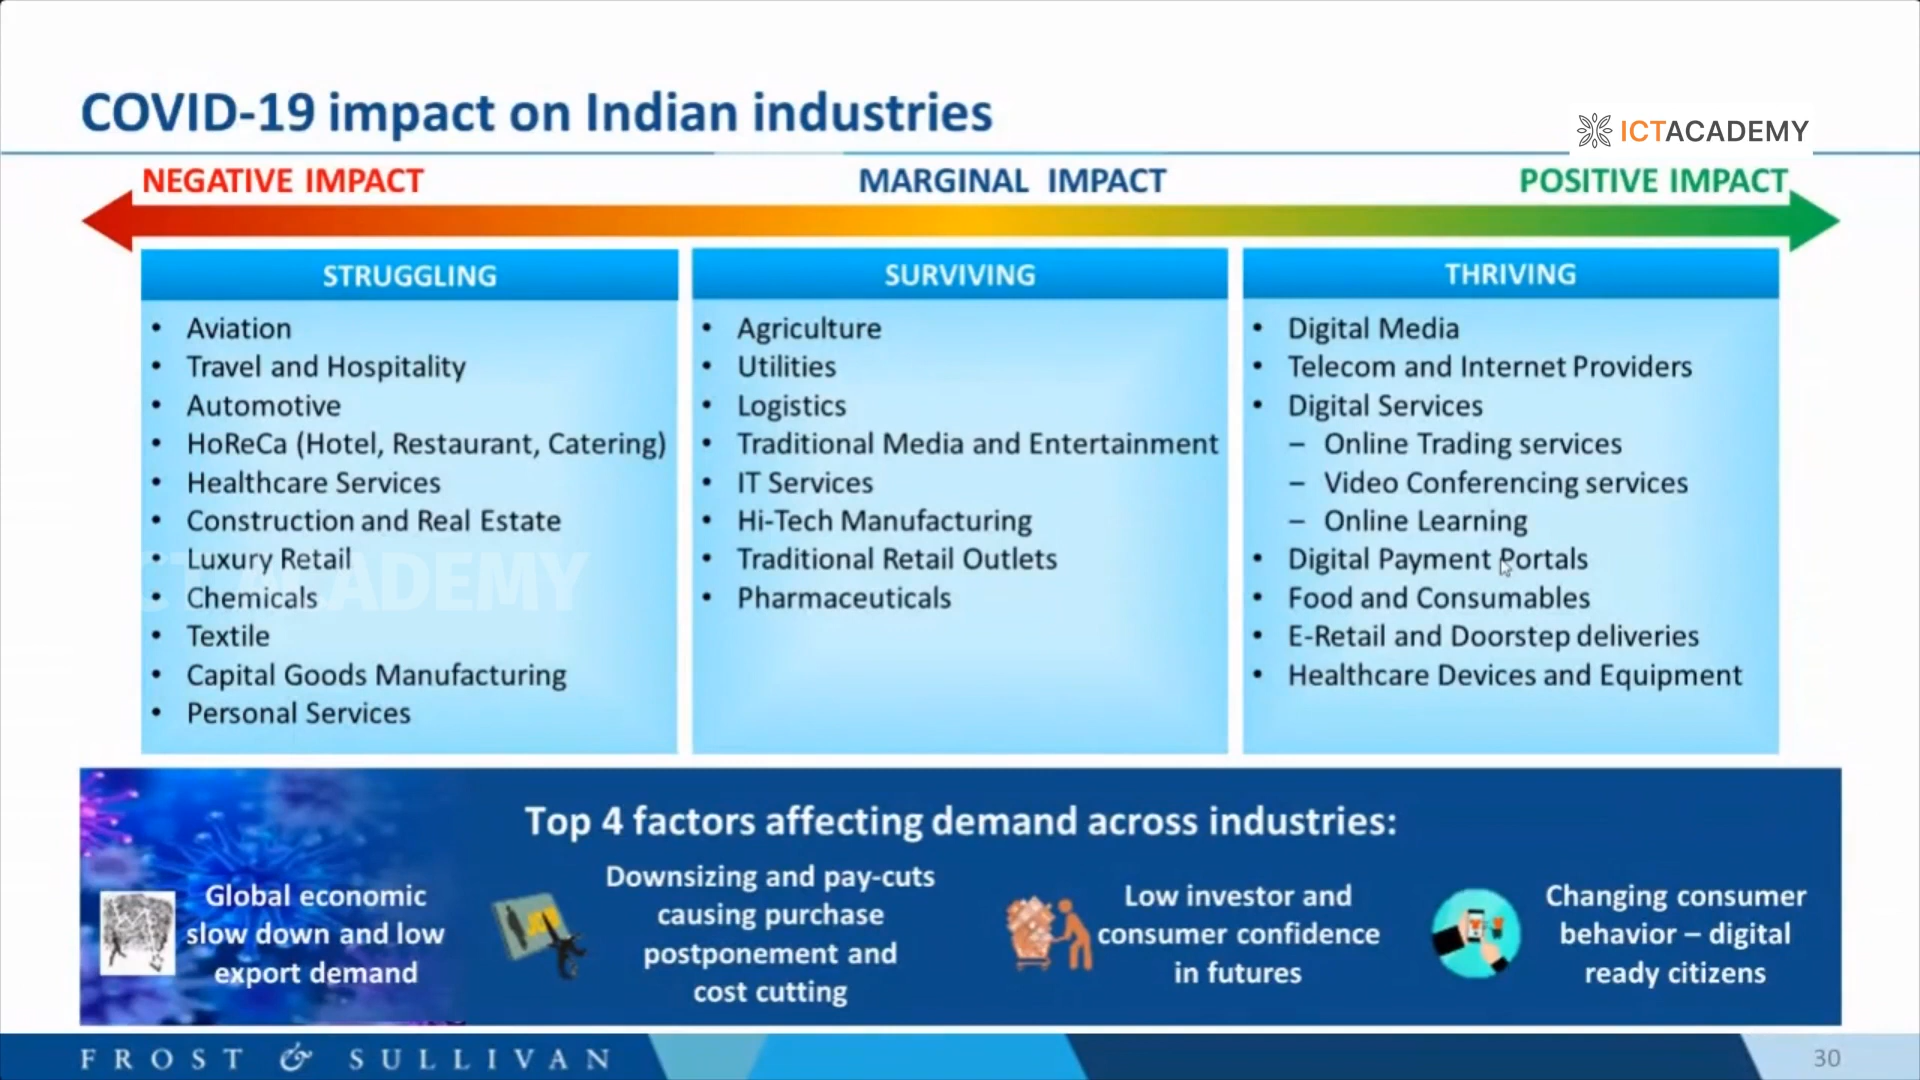 COVID-19 impact on Indian industries
ICTACADEMY
NEGATIVE IMPACT
MARGINAL IMPACT
POSITIVE IMPACT
STRUGGLING
• Aviation
• Travel and Hospitality
• Automotive
• HoReCa (Hotel, Restaurant, Catering)
• Healthcare Services
• Construction and Real Estate
• Luxury Retail
• Chemicals
• Textile
• Capital Goods Manufacturing
• Personal Services
ICT ACADEMY
SURVIVING
• Agriculture
• Utilities
• Logistics
• Traditional Media and Entertainment
• IT Services
• Hi-Tech Manufacturing
• Traditional Retail Outlets
• Pharmaceuticals
THRIVING
• Digital Media
• Telecom and Internet Providers
• Digital Services
– Online Trading services
– Video Conferencing services
– Online Learning
• Digital Payment Portals
• Food and Consumables
• E-Retail and Doorstep deliveries
• Healthcare Devices and Equipment
Top 4 factors affecting demand across industries:
Global economic
slow down and low
export demand
Downsizing and pay-cuts
causing purchase
postponement and
cost cutting
Low investor and
consumer confidence
in futures
Changing consumer
behavior – digital
ready citizens
FROST & SULLIVAN
30